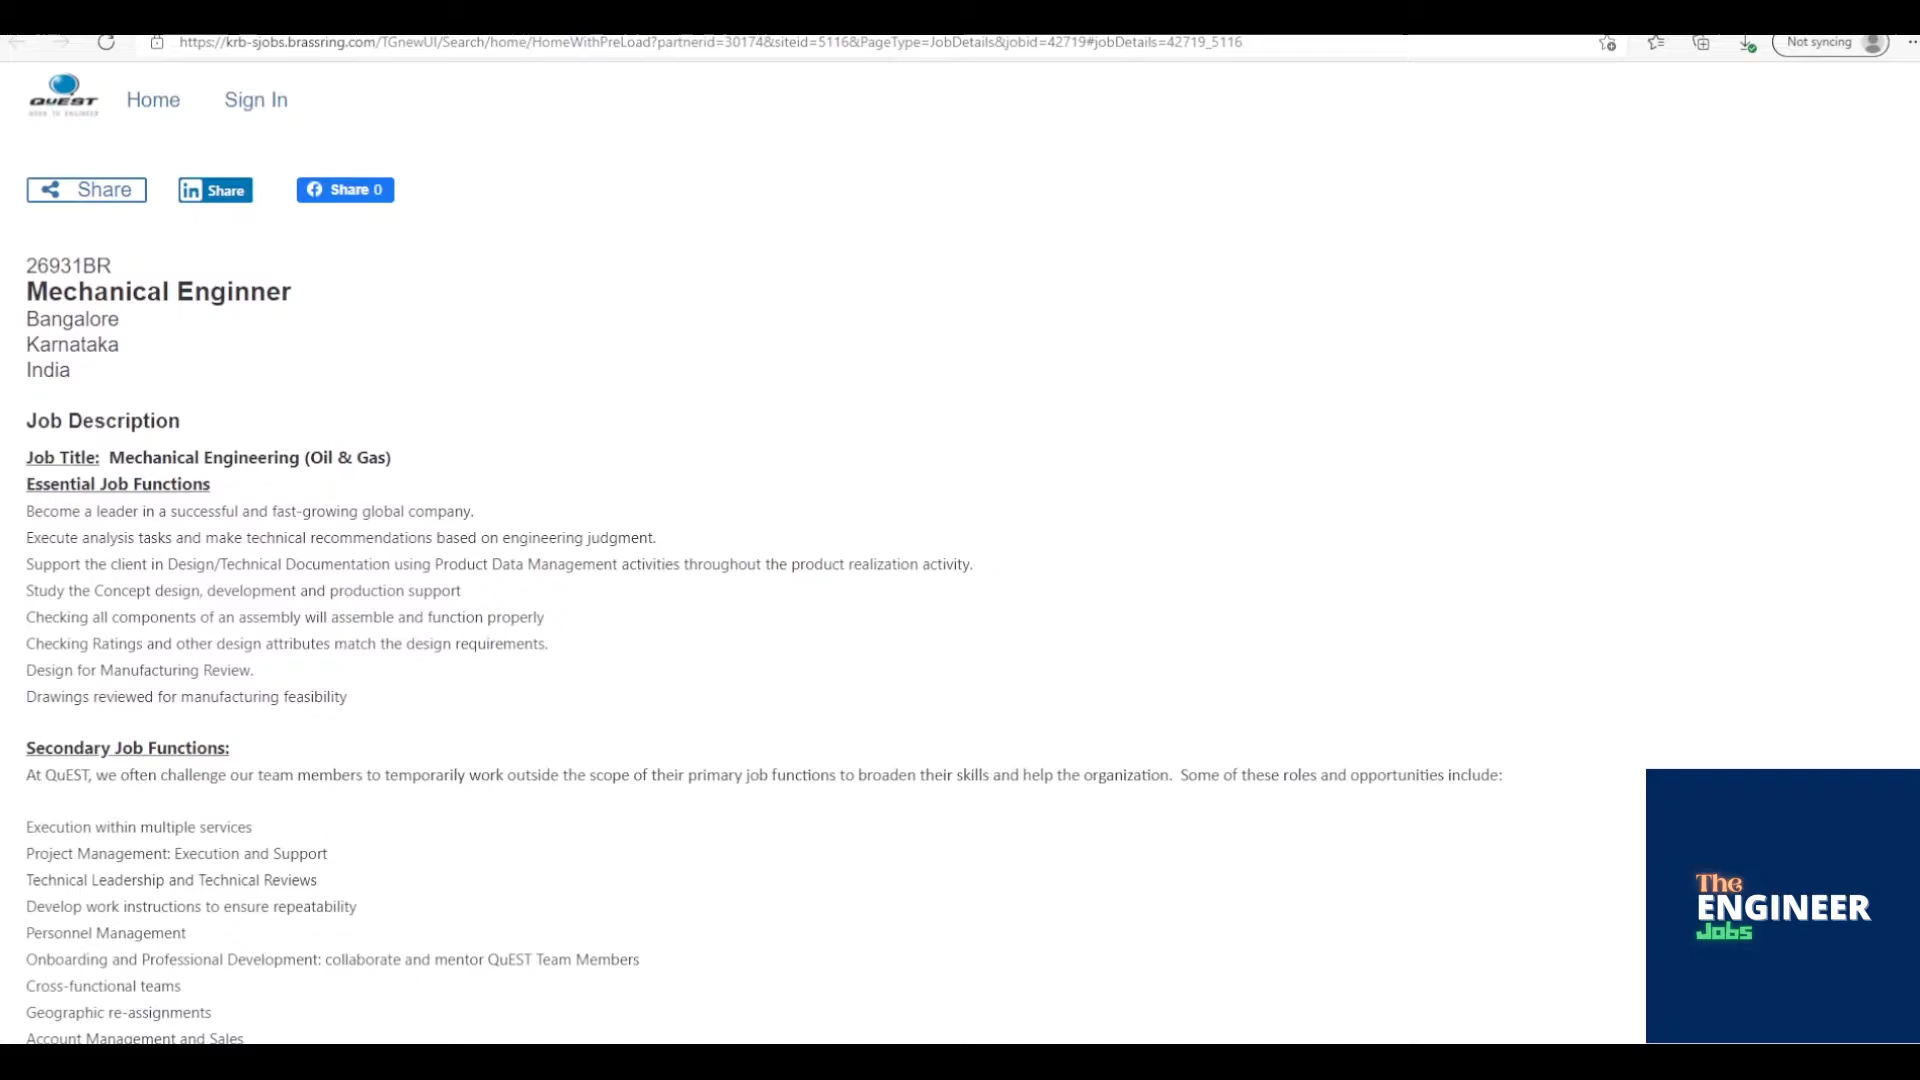 https://krb-sjobs.brassring.com/TGnewUI/Search/home/HomeWithPreLoad?partnerid=30174&siteid=5116&PageType=JobDetails&jobid=42719#jobDetails=42719_5116
Not syncing
QUEST
Home
Sign In
Share
in Share
Share 0
26931BR
Mechanical Enginner
Bangalore
Karnataka
India
Job Description
Job Title: Mechanical Engineering (Oil & Gas)
Essential Job Functions
Become a leader in a successful and fast-growing global company.
Execute analysis tasks and make technical recommendations based on engineering judgment.
Support the client in Design/Technical Documentation using Product Data Management activities throughout the product realization activity.
Study the Concept design, development and production support
Checking all components of an assembly will assemble and function properly
Checking Ratings and other design attributes match the design requirements.
Design for Manufacturing Review.
Drawings reviewed for manufacturing feasibility
Secondary Job Functions:
At QuEST, we often challenge our team members to temporarily work outside the scope of their primary job functions to broaden their skills and help the organization. Some of these roles and opportunities include:
Execution within multiple services
Project Management: Execution and Support
Technical Leadership and Technical Reviews
Develop work instructions to ensure repeatability
Personnel Management
Onboarding and Professional Development: collaborate and mentor QuEST Team Members
Cross-functional teams
Geographic re-assignments
Account Management and Sales
The
ENGINEER
Jobs